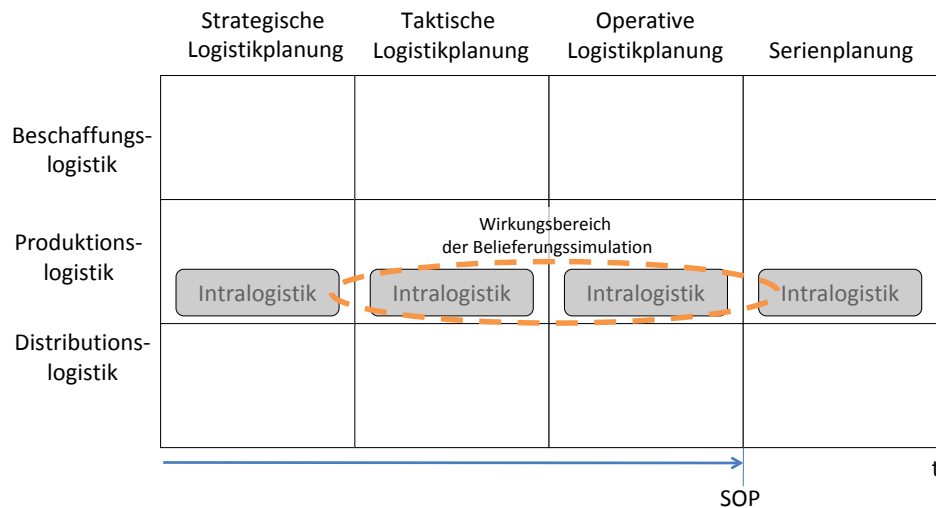 Strategische
Logistikplanung
Taktische
Logistikplanung
Operative
Logistikplanung
Serienplanung
Beschaffungs-
logistik
Produktions-
logistik
Wirkungsbereich
der Belieferungssimulation
Intralogistik
Intralogistik
Intralogistik
Intralogistik
Distributions-
logistik
t
SOP